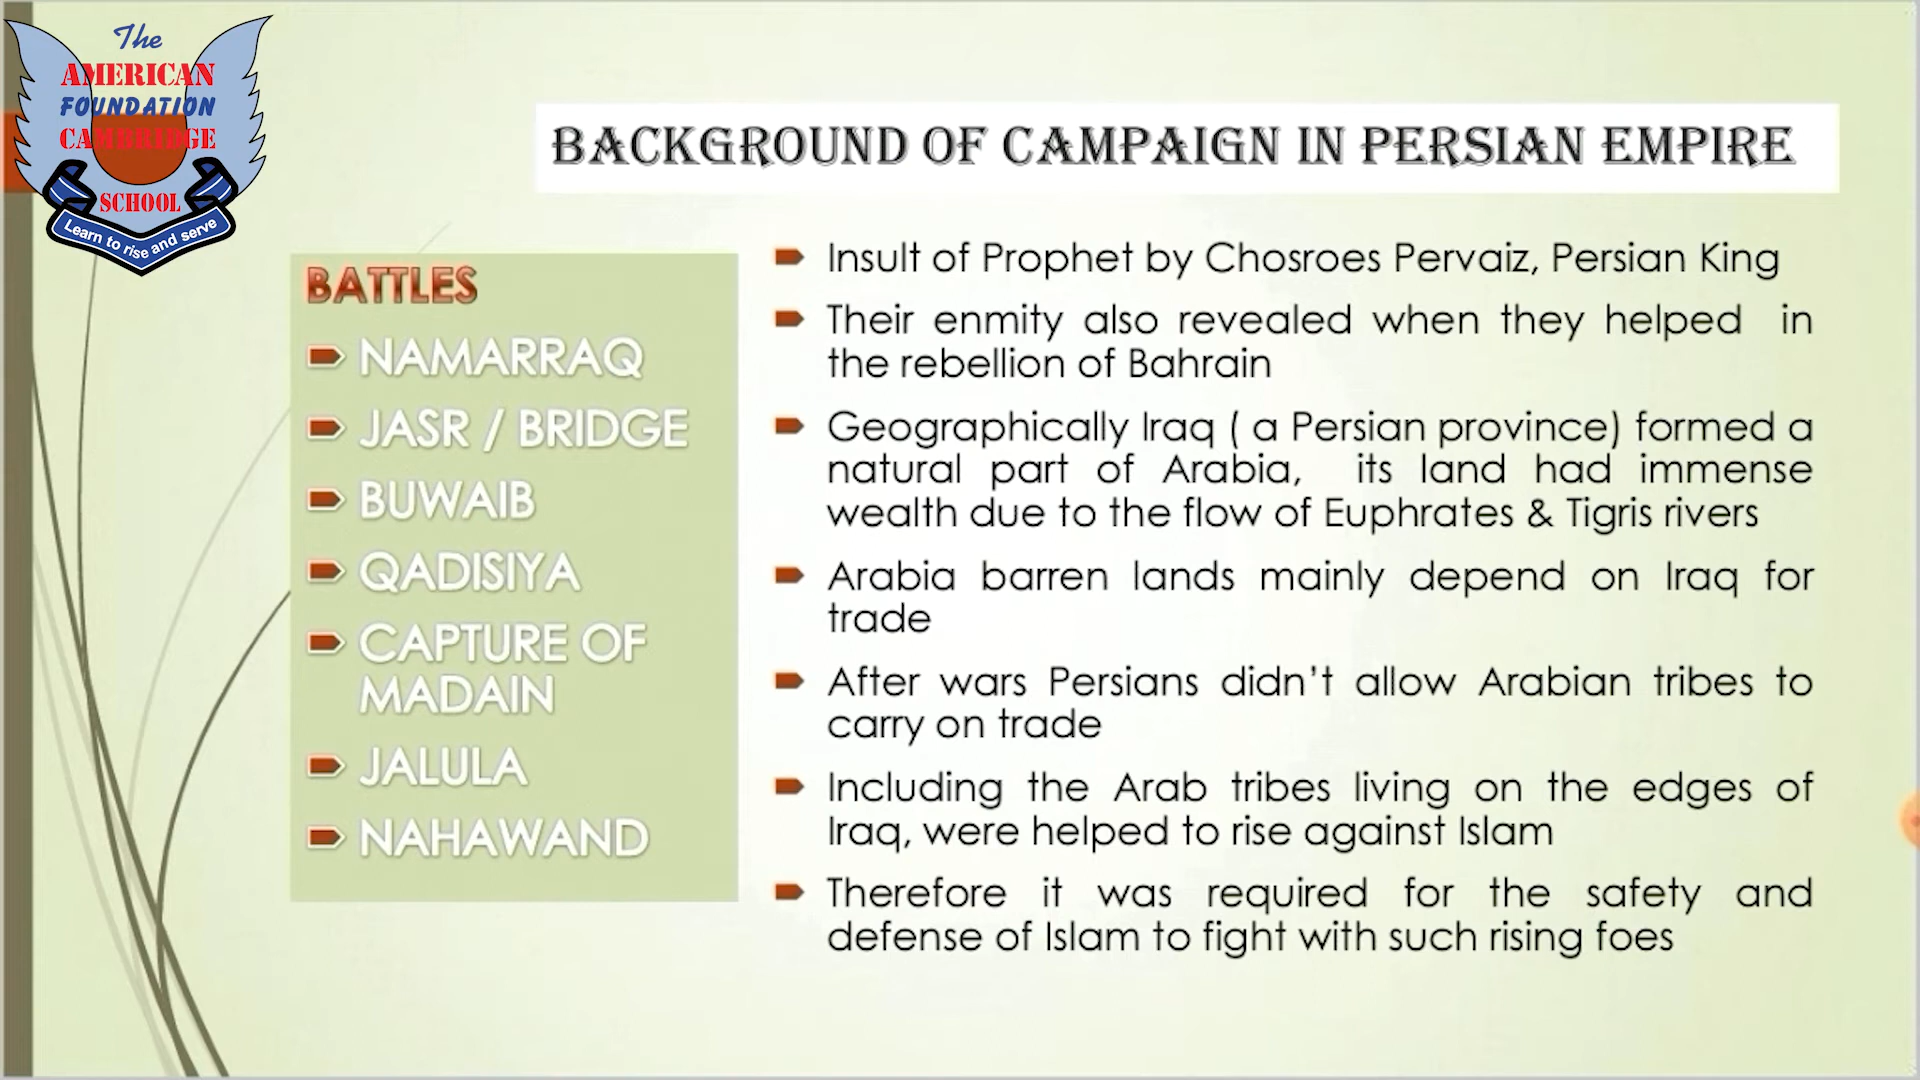 The
AMERICAN
FOUNDATION
CAMBRIDGE
SCHOOL
Learn to rise and serve
BACKGROUND OF CAMPAIGN IN PERSIAN EMPIRE
BATTLES
NAMARRAQ
JASR / BRIDGE
BUWAIB
QADISIYA
CAPTURE OF
MADAIN
JALULA
NAHAWAND
Insult of Prophet by Chosroes Pervaiz, Persian King
Their enmity also revealed when they helped in
the rebellion of Bahrain
Geographically Iraq ( a Persian province) formed a
natural part of Arabia, its land had immense
wealth due to the flow of Euphrates & Tigris rivers
Arabia barren lands mainly depend on Iraq for
trade
After wars Persians didn't allow Arabian tribes to
carry on trade
Including the Arab tribes living on the edges of
Iraq, were helped to rise against Islam
Therefore it was required for the safety and
defense of Islam to fight with such rising foes